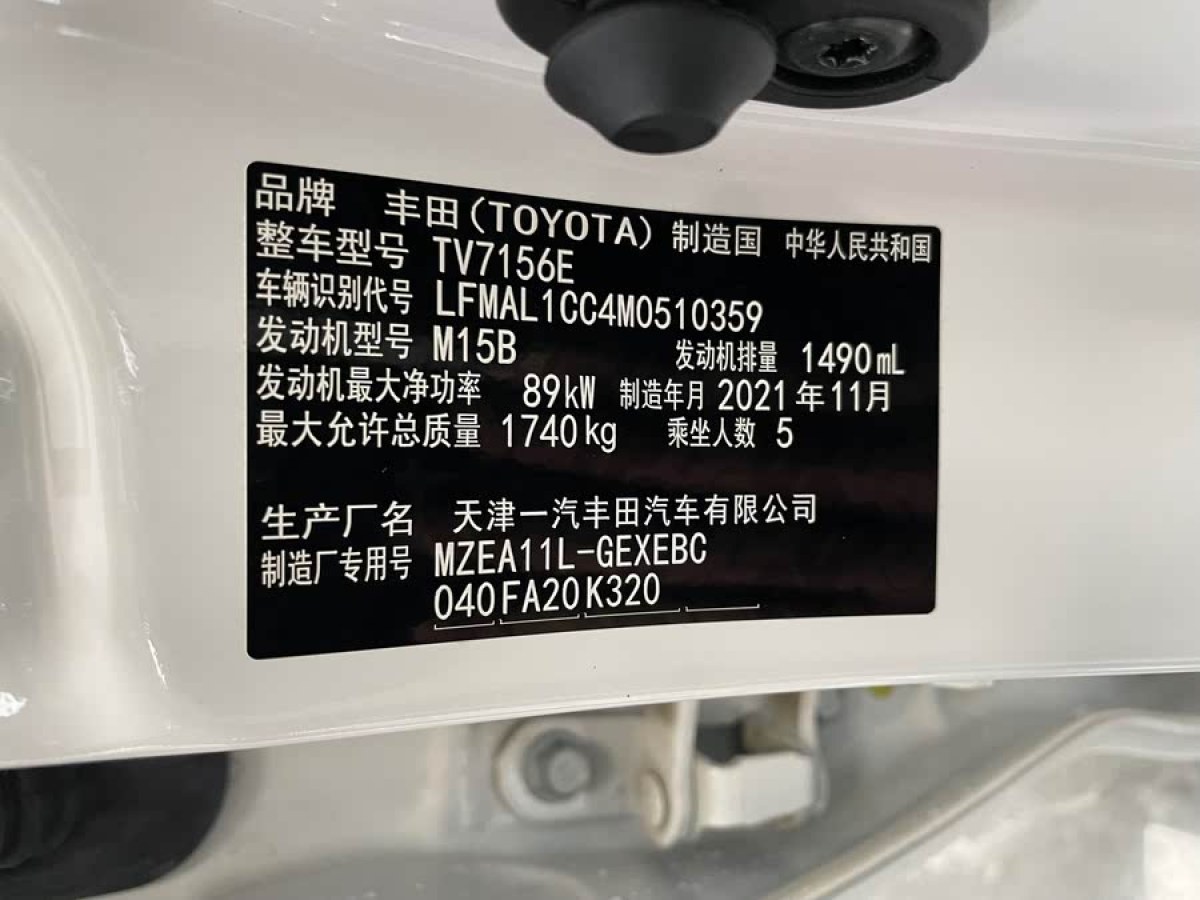 品牌 丰田(TOYOTA) 制造国 中华人民共和国
整车型号 TV7156E
车辆识别代号 LFMAL1CC4M0510359
发动机型号 M15B 发动机排量 1490mL
发动机最大净功率 89kW 制造年月 2021年11月
最大允许总质量 1740kg 乘坐人数 5
生产厂名 天津一汽丰田汽车有限公司
制造厂专用号 MZEA11L-GEXEBC
040 FA20 K320